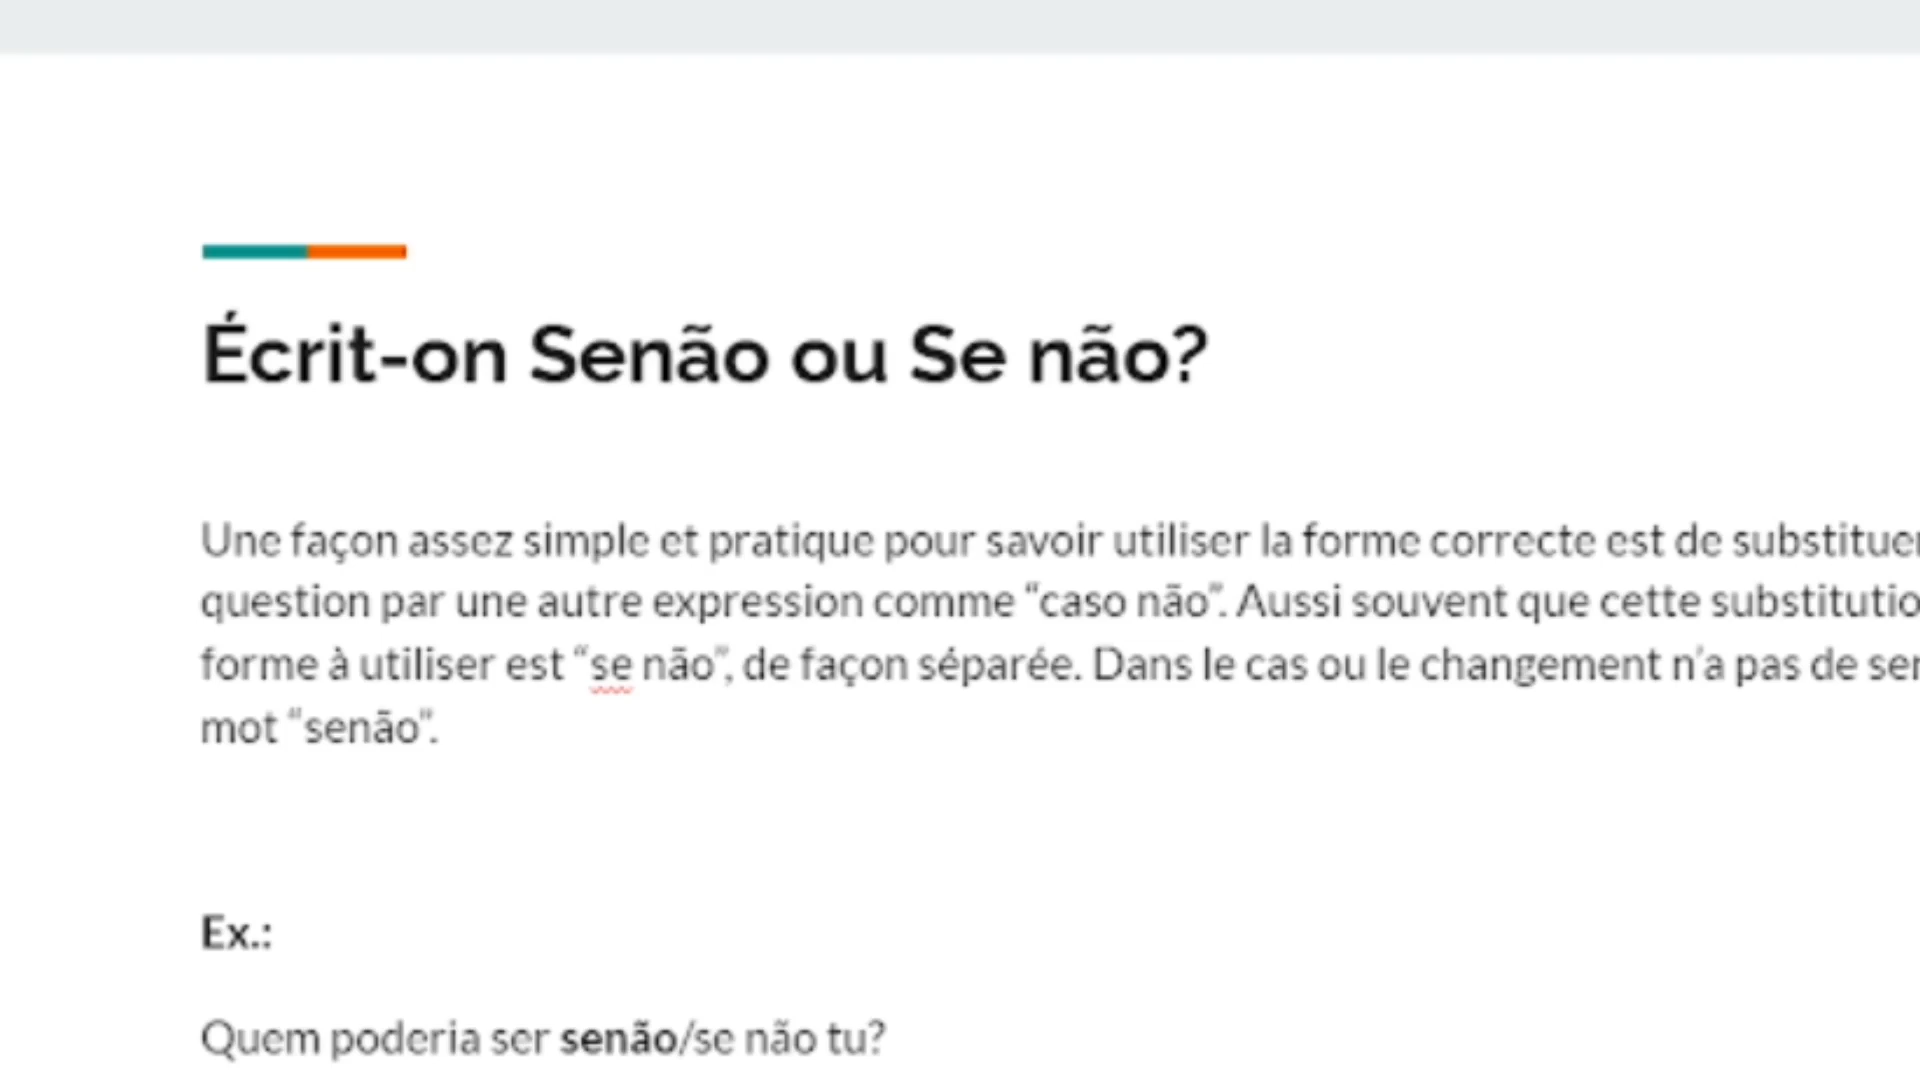 Écrit-on Senão ou Se não?
Une façon assez simple et pratique pour savoir utiliser la forme correcte est de substituer
question par une autre expression comme “caso não”. Aussi souvent que cette substitutio
forme à utiliser est “se não”, de façon séparée. Dans le cas ou le changement n’a pas de
mot “senão”.
Ex.:
Quem poderia ser senão/se não tu?